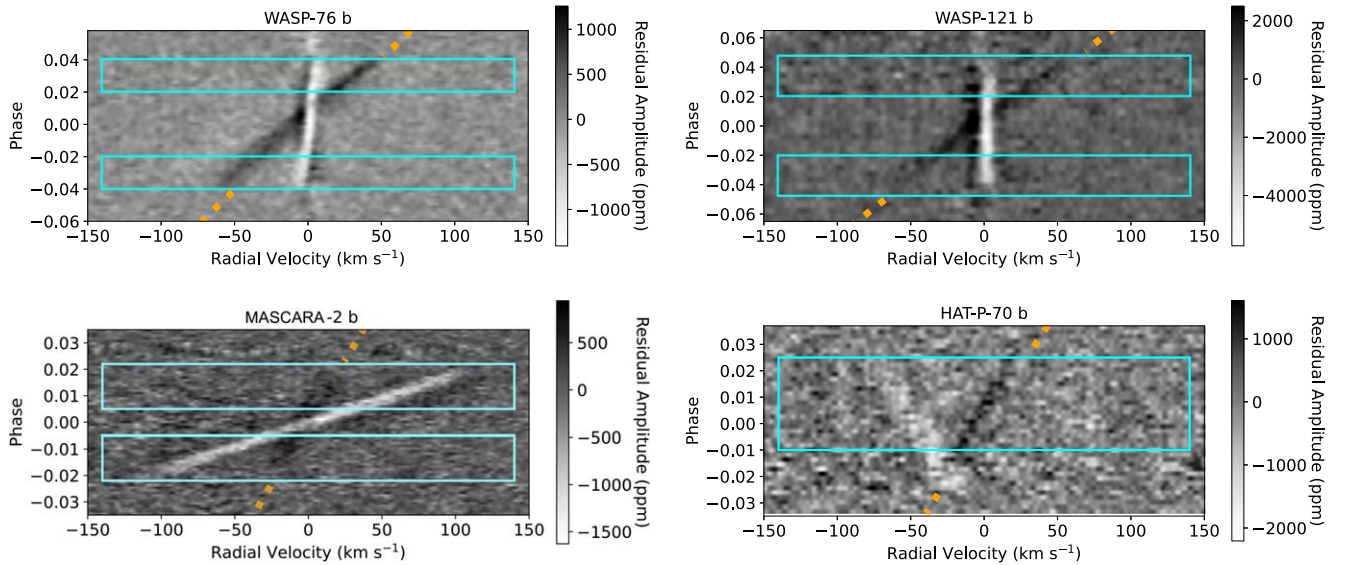 WASP-76 b
Phase
0.04
0.02
0.00
−0.02
−0.04
−0.06
−150 −100 −50 0 50 100 150
Radial Velocity (km s⁻¹)
1000
500
0
−500
−1000
Residual Amplitude (ppm)
WASP-121 b
Phase
0.06
0.04
0.02
0.00
−0.02
−0.04
−0.06
−150 −100 −50 0 50 100 150
Radial Velocity (km s⁻¹)
2000
0
−2000
−4000
Residual Amplitude (ppm)
MASCARA-2 b
Phase
0.03
0.02
0.01
0.00
−0.01
−0.02
−0.03
−150 −100 −50 0 50 100 150
Radial Velocity (km s⁻¹)
500
0
−500
−1000
−1500
Residual Amplitude (ppm)
HAT-P-70 b
Phase
0.03
0.02
0.01
0.00
−0.01
−0.02
−0.03
−150 −100 −50 0 50 100 150
Radial Velocity (km s⁻¹)
1000
0
−1000
−2000
Residual Amplitude (ppm)